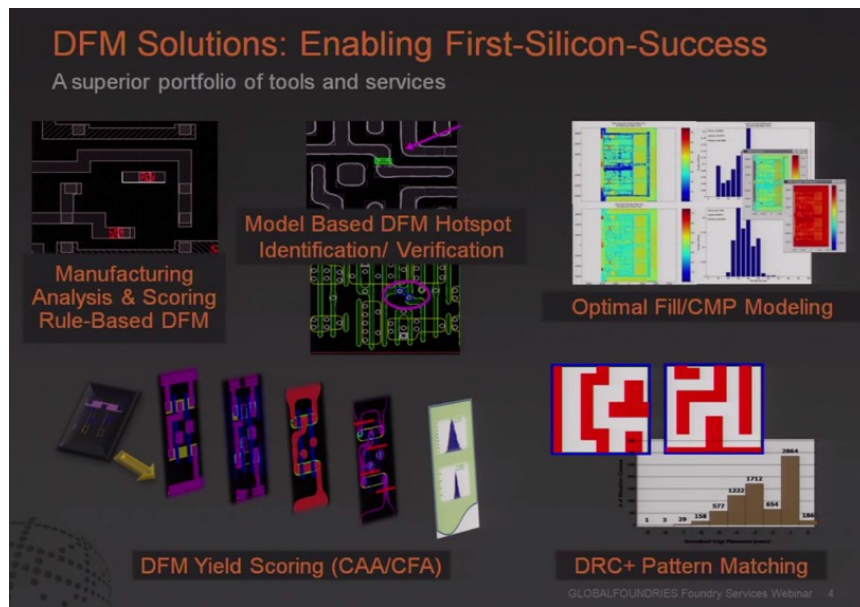 DFM Solutions: Enabling First-Silicon-Success
A superior portfolio of tools and services
Manufacturing
Analysis & Scoring
Rule-Based DFM
Model Based DFM Hotspot
Identification/ Verification
Optimal Fill/CMP Modeling
DFM Yield Scoring (CAA/CFA)
1 3 39 158 577 1222 1712 654 2864 186
DRC+ Pattern Matching
GLOBALFOUNDRIES Foundry Services Webinar 4